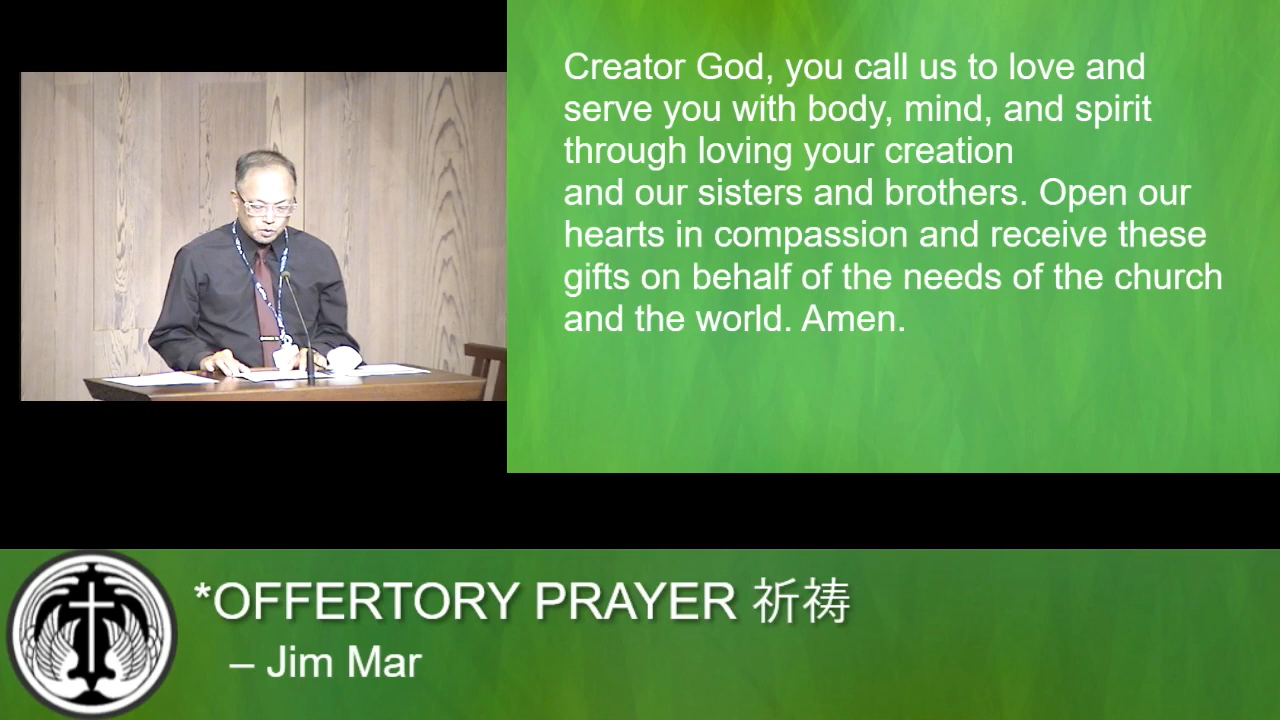 Creator God, you call us to love and
serve you with body, mind, and spirit
through loving your creation
and our sisters and brothers. Open our
hearts in compassion and receive these
gifts on behalf of the needs of the church
and the world. Amen.
*OFFERTORY PRAYER 祈祷
– Jim Mar